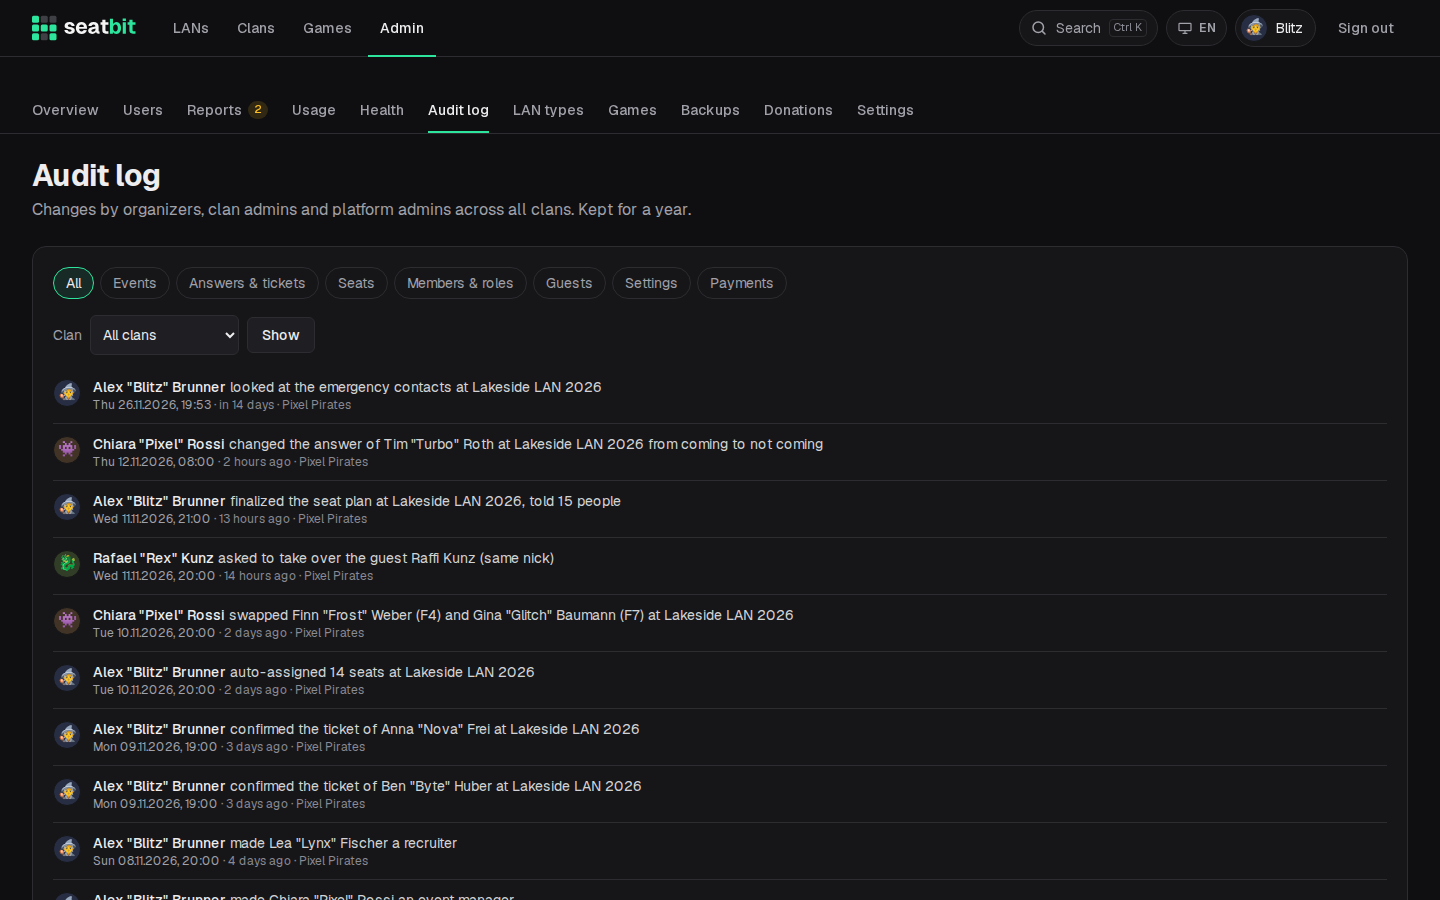 seatbit
LANs
Clans
Games
Admin
Search
Ctrl K
EN
Blitz
Sign out
Overview
Users
Reports 2
Usage
Health
Audit log
LAN types
Games
Backups
Donations
Settings
Audit log
Changes by organizers, clan admins and platform admins across all clans. Kept for a year.
All
Events
Answers & tickets
Seats
Members & roles
Guests
Settings
Payments
Clan
All clans
Show
Alex "Blitz" Brunner looked at the emergency contacts at Lakeside LAN 2026
Thu 26.11.2026, 19:53 · in 14 days · Pixel Pirates
Chiara "Pixel" Rossi changed the answer of Tim "Turbo" Roth at Lakeside LAN 2026 from coming to not coming
Thu 12.11.2026, 08:00 · 2 hours ago · Pixel Pirates
Alex "Blitz" Brunner finalized the seat plan at Lakeside LAN 2026, told 15 people
Wed 11.11.2026, 21:00 · 13 hours ago · Pixel Pirates
Rafael "Rex" Kunz asked to take over the guest Raffi Kunz (same nick)
Wed 11.11.2026, 20:00 · 14 hours ago · Pixel Pirates
Chiara "Pixel" Rossi swapped Finn "Frost" Weber (F4) and Gina "Glitch" Baumann (F7) at Lakeside LAN 2026
Tue 10.11.2026, 20:00 · 2 days ago · Pixel Pirates
Alex "Blitz" Brunner auto-assigned 14 seats at Lakeside LAN 2026
Tue 10.11.2026, 20:00 · 2 days ago · Pixel Pirates
Alex "Blitz" Brunner confirmed the ticket of Anna "Nova" Frei at Lakeside LAN 2026
Mon 09.11.2026, 19:00 · 3 days ago · Pixel Pirates
Alex "Blitz" Brunner confirmed the ticket of Ben "Byte" Huber at Lakeside LAN 2026
Mon 09.11.2026, 19:00 · 3 days ago · Pixel Pirates
Alex "Blitz" Brunner made Lea "Lynx" Fischer a recruiter
Sun 08.11.2026, 20:00 · 4 days ago · Pixel Pirates
Alex "Blitz" Brunner made Chiara "Pixel" Rossi an event manager